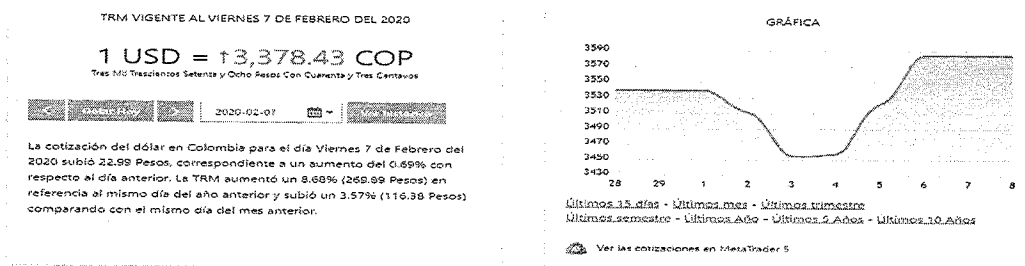 TRM VIGENTE AL VIERNES 7 DE FEBRERO DEL 2020
1 USD = ↑3,378.43 COP
Tres Mil Trescientos Setenta y Ocho Pesos Con Cuarenta y Tres Centavos
2020-02-07
La cotización del dólar en Colombia para el día Viernes 7 de Febrero del
2020 subió 22.99 Pesos, correspondiente a un aumento del 0.69% con
respecto al día anterior. La TRM aumentó un 8.68% (269.89 Pesos) en
referencia al mismo día del año anterior y subió un 3.57% (116.38 Pesos)
comparando con el mismo día del mes anterior.
GRÁFICA
3590
3570
3550
3530
3510
3490
3470
3450
3430
28 29 1 2 3 4 5 6 7 8
Últimos 15 días - Últimos mes - Últimos trimestre
Últimos semestre - Últimos Año - Últimos 5 Años - Últimos 10 Años
Ver las cotizaciones en MetaTrader 5